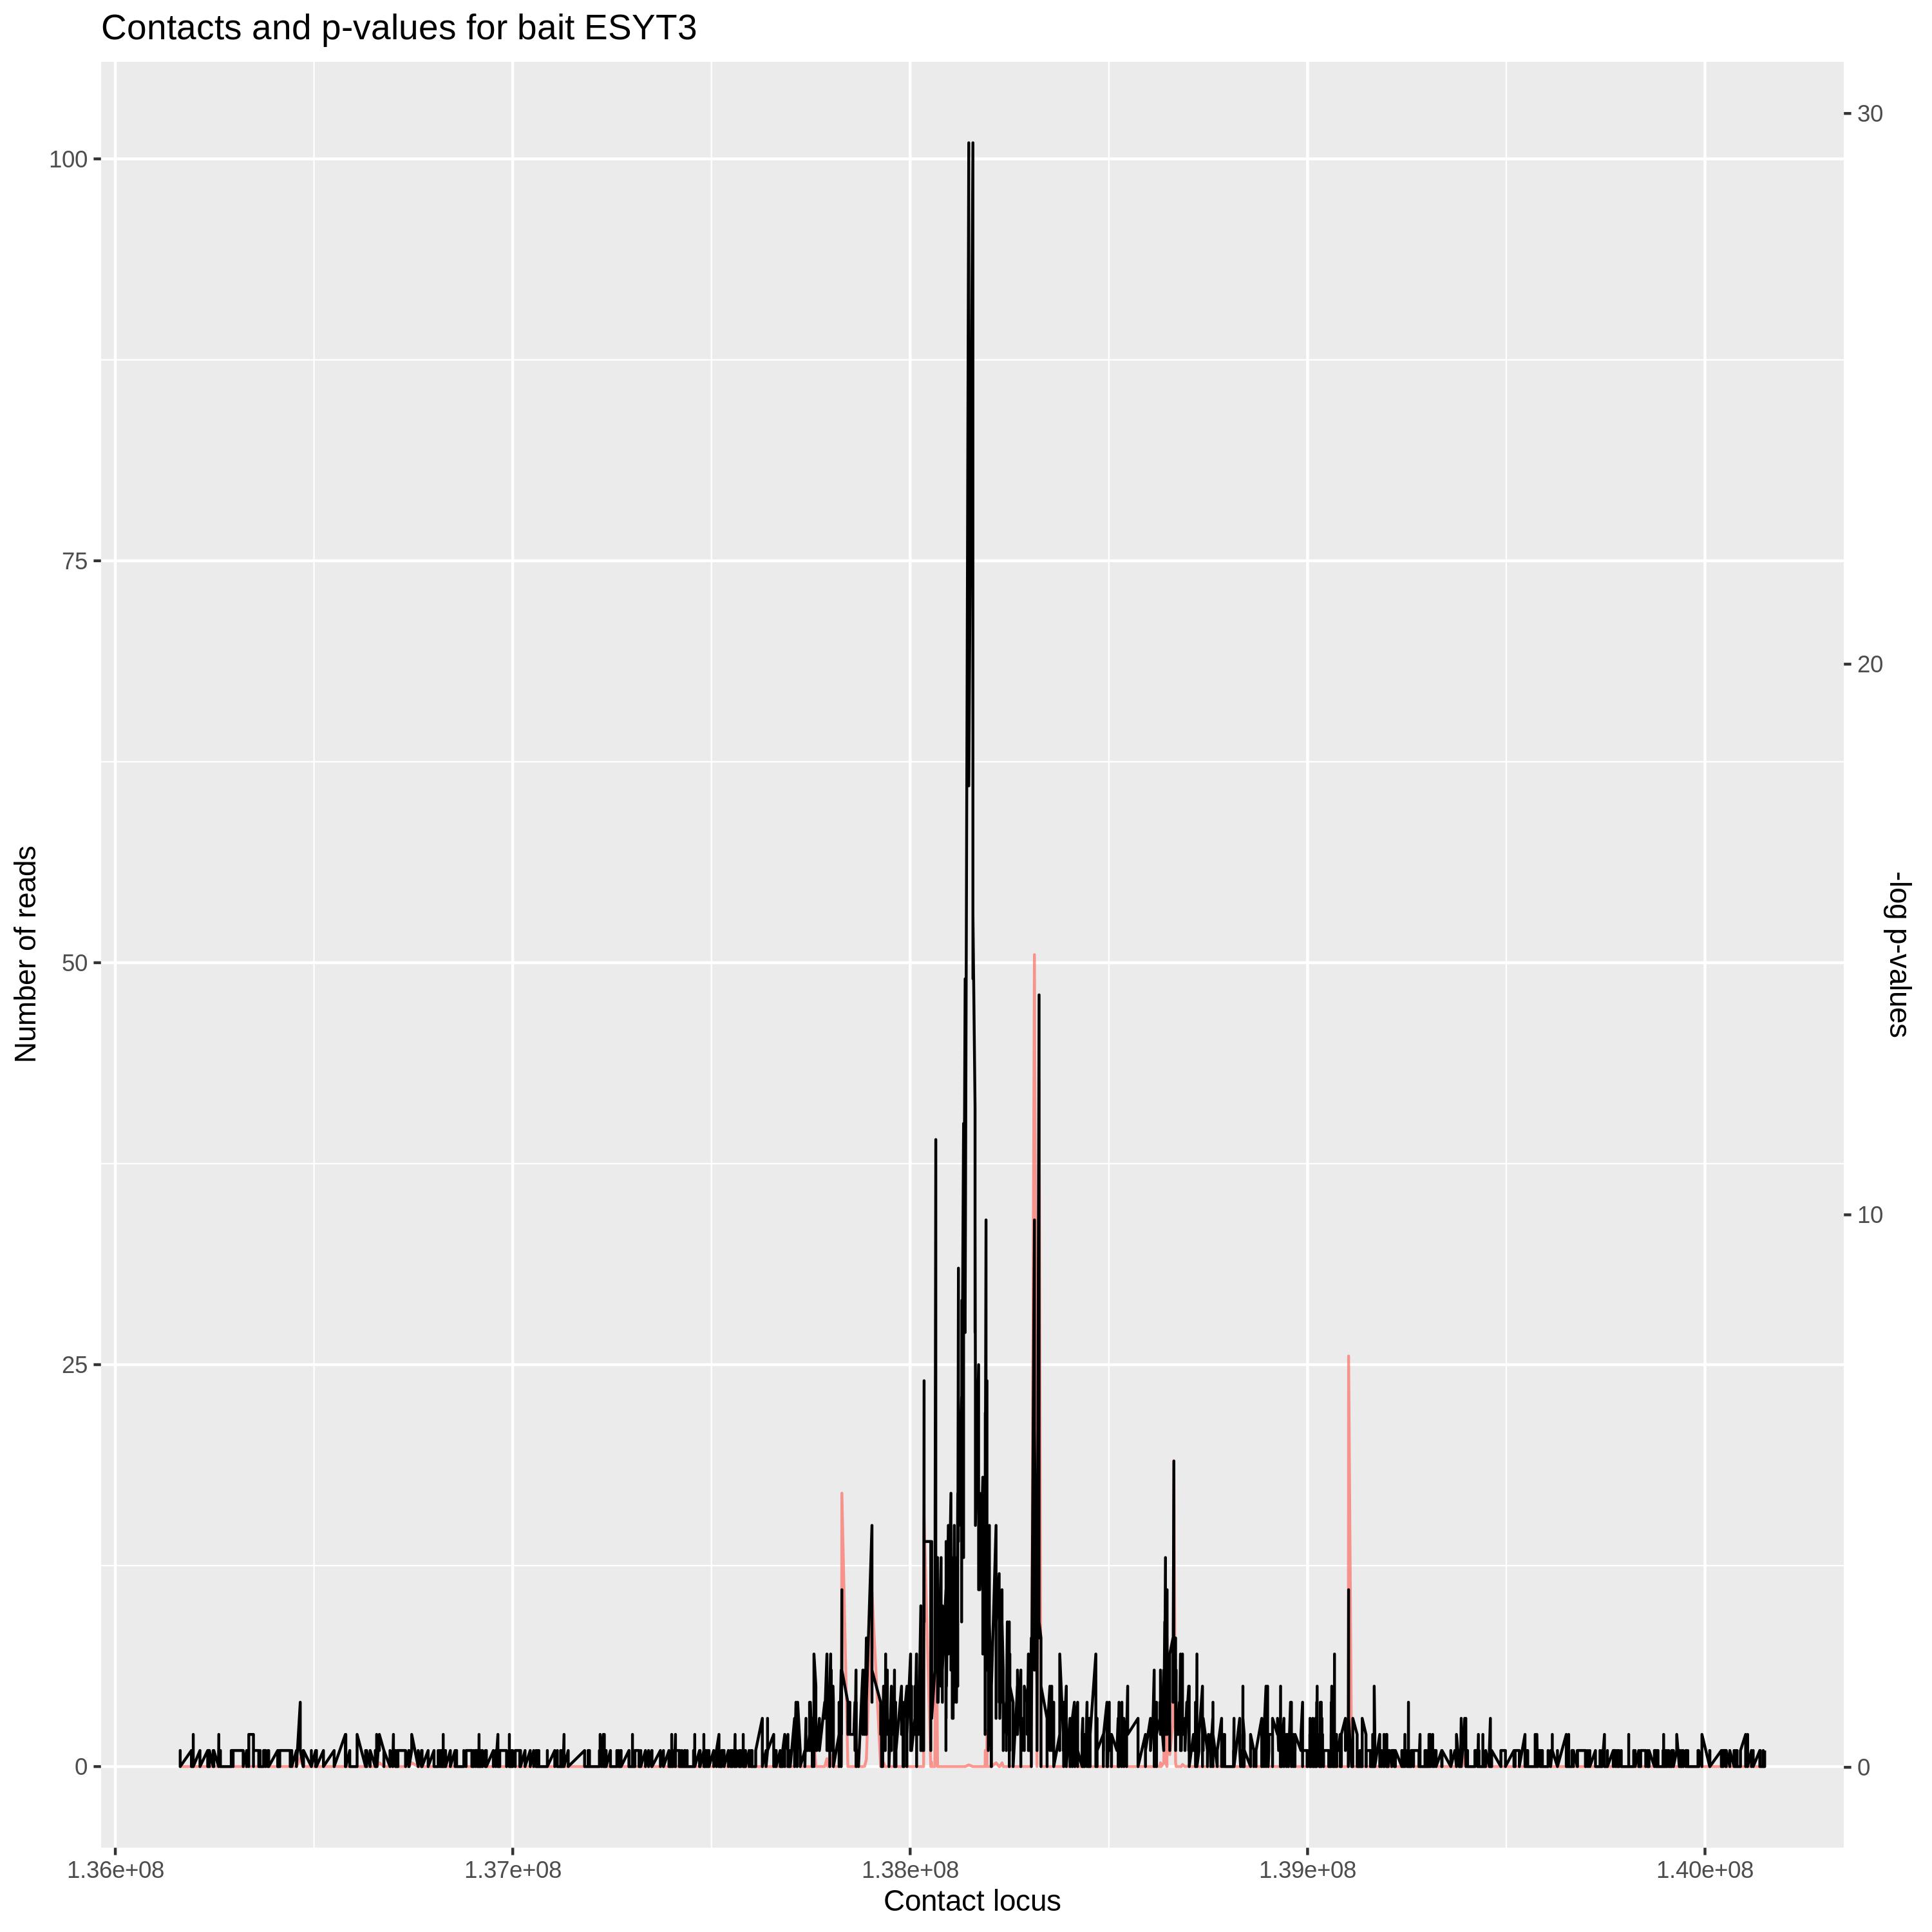 Contacts and p-values for bait ESYT3
Number of reads
100
75
50
25
0
30
20
10
0
-log p-values
1.36e+08
1.37e+08
1.38e+08
1.39e+08
1.40e+08
Contact locus